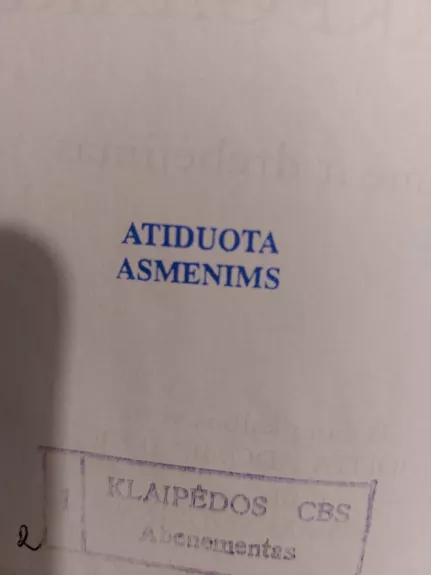 ATIDUOTA
ASMENIMS
KLAIPĖDOS CBS
Abonementas
2